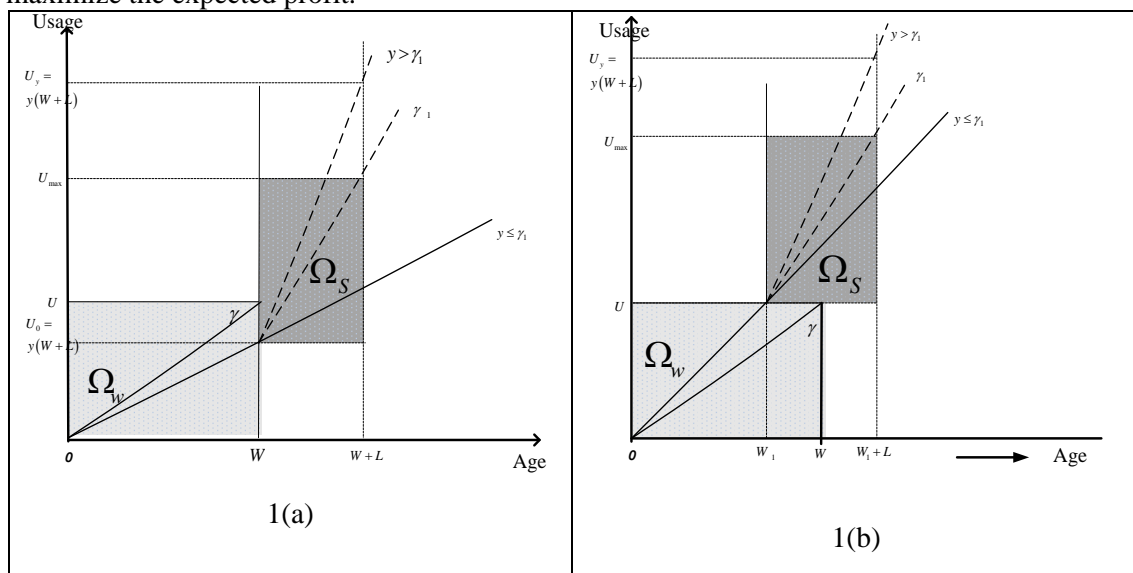 maximize the expected profit.
Usage
U_y =
y(W+L)
U_max
U
U_0 =
y(W+L)
y > γ_1
γ_1
y ≤ γ_1
Ω_S
γ
Ω_w
0
W
W+L
Age
1(a)
Usage
U_y =
y(W+L)
U_max
U
y > γ_1
γ_1
y ≤ γ_1
Ω_S
γ
Ω_w
0
W_1
W
W_1+L
Age
1(b)